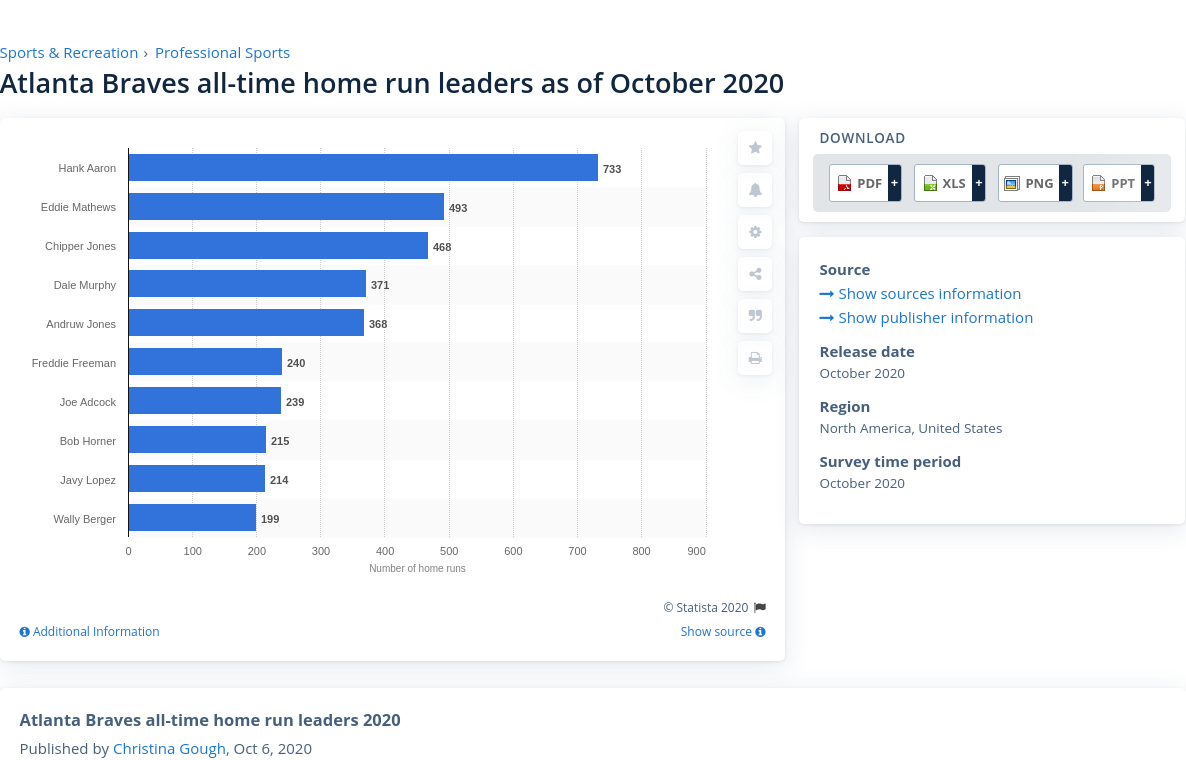 Sports & Recreation › Professional Sports
Atlanta Braves all-time home run leaders as of October 2020
Hank Aaron 733
Eddie Mathews 493
Chipper Jones 468
Dale Murphy 371
Andruw Jones 368
Freddie Freeman 240
Joe Adcock 239
Bob Horner 215
Javy Lopez 214
Wally Berger 199
0 100 200 300 400 500 600 700 800 900
Number of home runs
© Statista 2020
Additional Information
Show source
DOWNLOAD
PDF + XLS + PNG + PPT +
Source
Show sources information
Show publisher information
Release date
October 2020
Region
North America, United States
Survey time period
October 2020
Atlanta Braves all-time home run leaders 2020
Published by Christina Gough, Oct 6, 2020